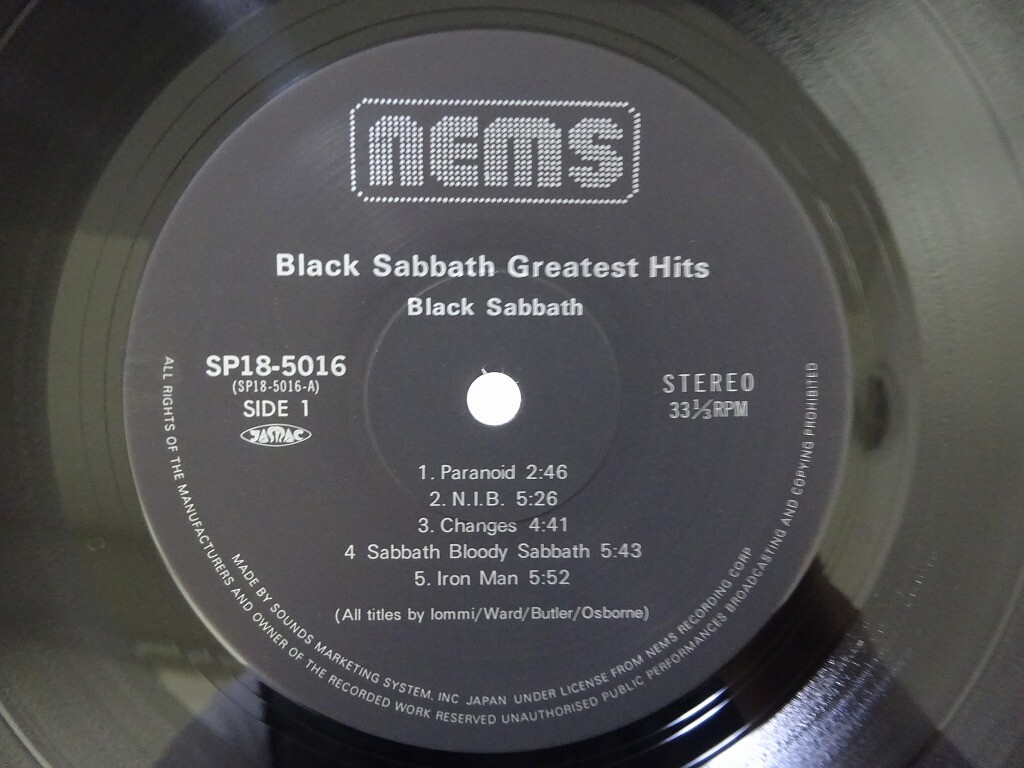 nems
Black Sabbath Greatest Hits
Black Sabbath
SP18-5016
(SP18-5016-A)
SIDE 1
JASRAC
STEREO
33⅓RPM
1. Paranoid 2:46
2. N.I.B. 5:26
3. Changes 4:41
4 Sabbath Bloody Sabbath 5:43
5. Iron Man 5:52
(All titles by Iommi/Ward/Butler/Osborne)
MADE BY SOUNDS MARKETING SYSTEM, INC JAPAN UNDER LICENSE FROM NEMS RECORDING CORP
ALL RIGHTS OF THE MANUFACTURERS AND OWNER OF THE RECORDED WORK RESERVED UNAUTHORISED PUBLIC PERFORMANCES BROADCASTING AND COPYING PROHIBITED